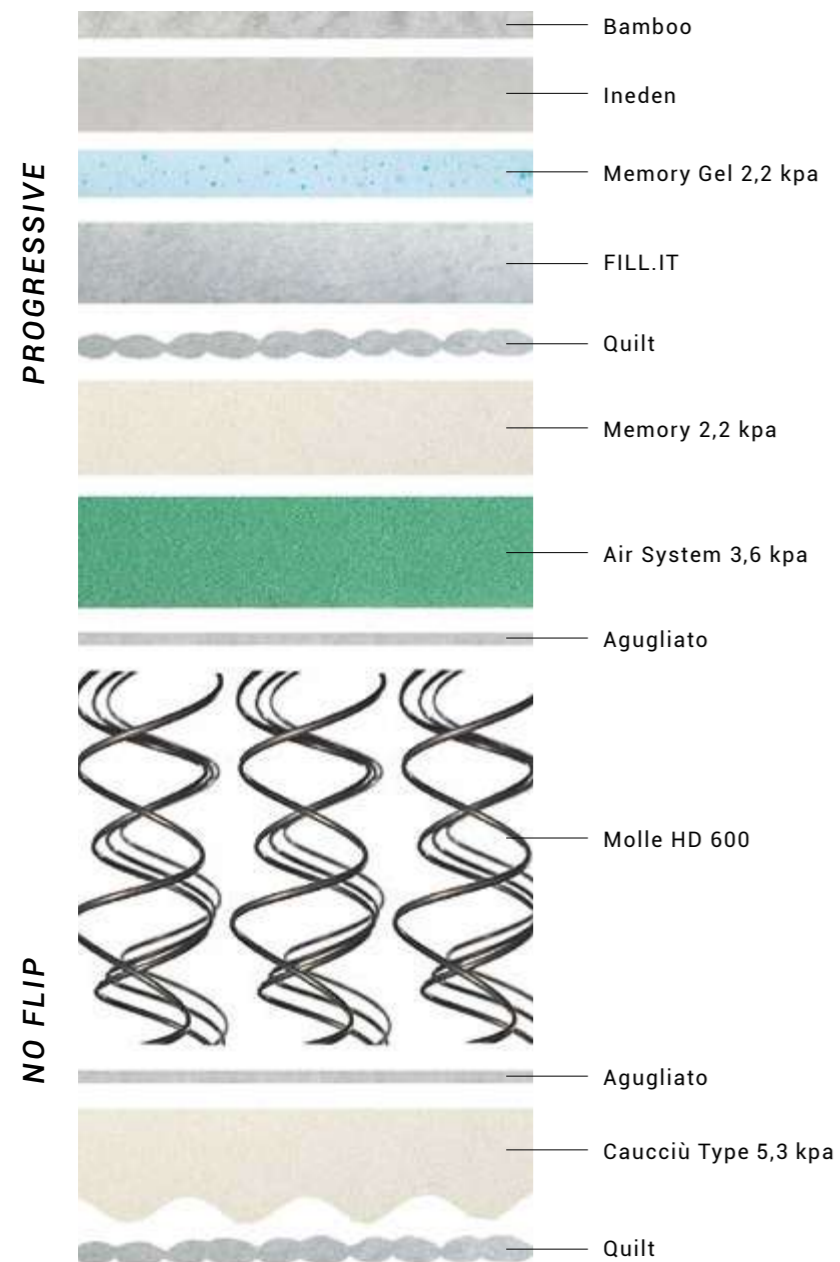 PROGRESSIVE
Bamboo
Ineden
Memory Gel 2,2 kpa
FILL.IT
Quilt
Memory 2,2 kpa
Air System 3,6 kpa
Agugliato
NO FLIP
Molle HD 600
Agugliato
Caucciù Type 5,3 kpa
Quilt